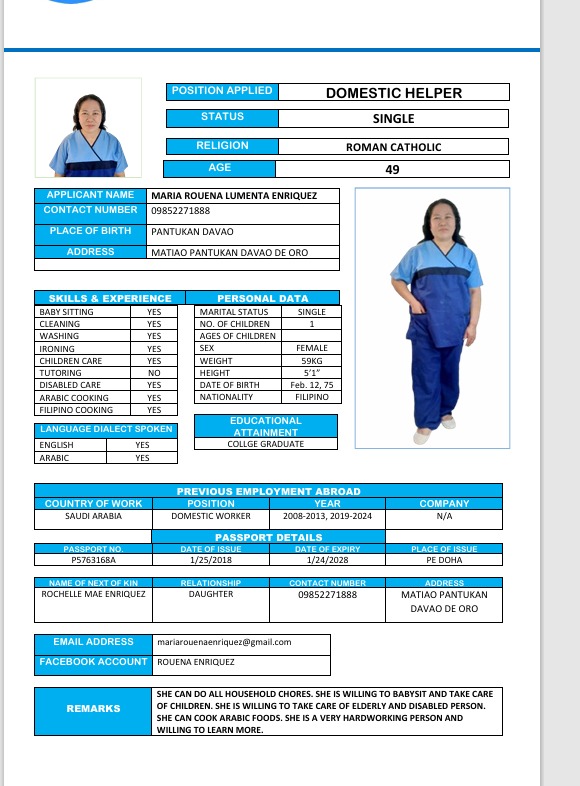 POSITION APPLIED DOMESTIC HELPER
STATUS SINGLE
RELIGION ROMAN CATHOLIC
AGE 49
APPLICANT NAME MARIA ROUENA LUMENTA ENRIQUEZ
CONTACT NUMBER 09852271888
PLACE OF BIRTH PANTUKAN DAVAO
ADDRESS MATIAO PANTUKAN DAVAO DE ORO
SKILLS & EXPERIENCE PERSONAL DATA
BABY SITTING YES MARITAL STATUS SINGLE
CLEANING YES NO. OF CHILDREN 1
WASHING YES AGES OF CHILDREN
IRONING YES SEX FEMALE
CHILDREN CARE YES WEIGHT 59KG
TUTORING NO HEIGHT 5’1”
DISABLED CARE YES DATE OF BIRTH Feb. 12, 75
ARABIC COOKING YES NATIONALITY FILIPINO
FILIPINO COOKING YES
EDUCATIONAL
ATTAINMENT
COLLGE GRADUATE
LANGUAGE DIALECT SPOKEN
ENGLISH YES
ARABIC YES
PREVIOUS EMPLOYMENT ABROAD
COUNTRY OF WORK POSITION YEAR COMPANY
SAUDI ARABIA DOMESTIC WORKER 2008-2013, 2019-2024 N/A
PASSPORT DETAILS
PASSPORT NO. DATE OF ISSUE DATE OF EXPIRY PLACE OF ISSUE
P5763168A 1/25/2018 1/24/2028 PE DOHA
NAME OF NEXT OF KIN RELATIONSHIP CONTACT NUMBER ADDRESS
ROCHELLE MAE ENRIQUEZ DAUGHTER 09852271888 MATIAO PANTUKAN
DAVAO DE ORO
EMAIL ADDRESS mariarouenaenriquez@gmail.com
FACEBOOK ACCOUNT ROUENA ENRIQUEZ
REMARKS
SHE CAN DO ALL HOUSEHOLD CHORES. SHE IS WILLING TO BABYSIT AND TAKE CARE
OF CHILDREN. SHE IS WILLING TO TAKE CARE OF ELDERLY AND DISABLED PERSON.
SHE CAN COOK ARABIC FOODS. SHE IS A VERY HARDWORKING PERSON AND
WILLING TO LEARN MORE.